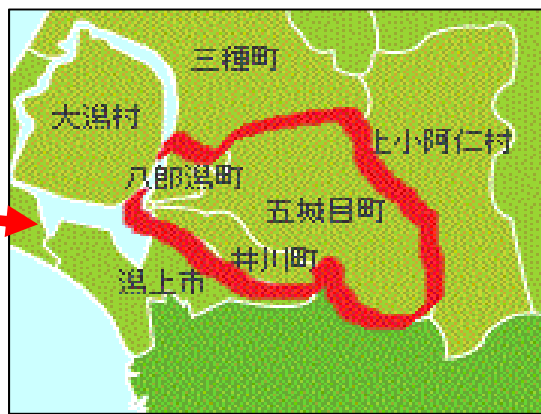 三種町
大潟村
上小阿仁村
八郎潟町
五城目町
井川町
潟上市